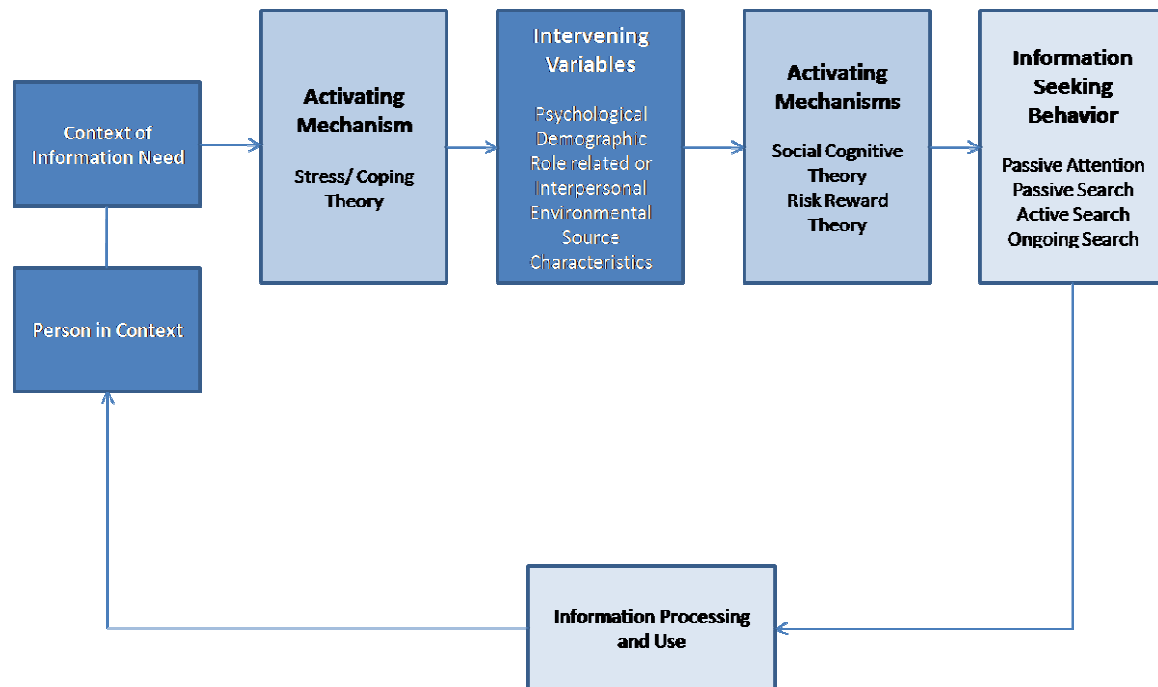 Context of
Information Need
Person in Context
Activating
Mechanism
Stress/ Coping
Theory
Intervening
Variables
Psychological
Demographic
Role related or
Interpersonal
Environmental
Source
Characteristics
Activating
Mechanisms
Social Cognitive
Theory
Risk Reward
Theory
Information
Seeking
Behavior
Passive Attention
Passive Search
Active Search
Ongoing Search
Information Processing
and Use